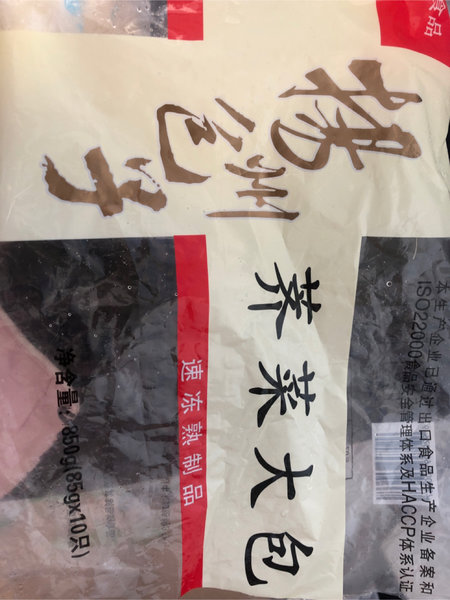 食品
扬州
包子
荠菜大包
速冻熟制品
净含量：850g(85g×10只)
本生产企业已通过出口食品生产企业备案和
ISO22000食品安全管理体系及HACCP体系认证